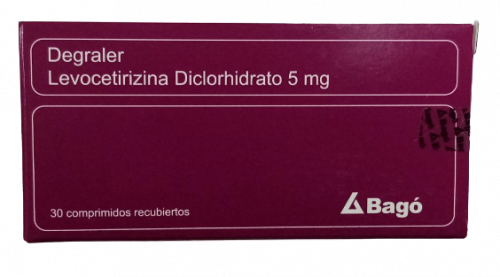 Degraler
Levocetirizina Diclorhidrato 5 mg
30 comprimidos recubiertos
Bagó